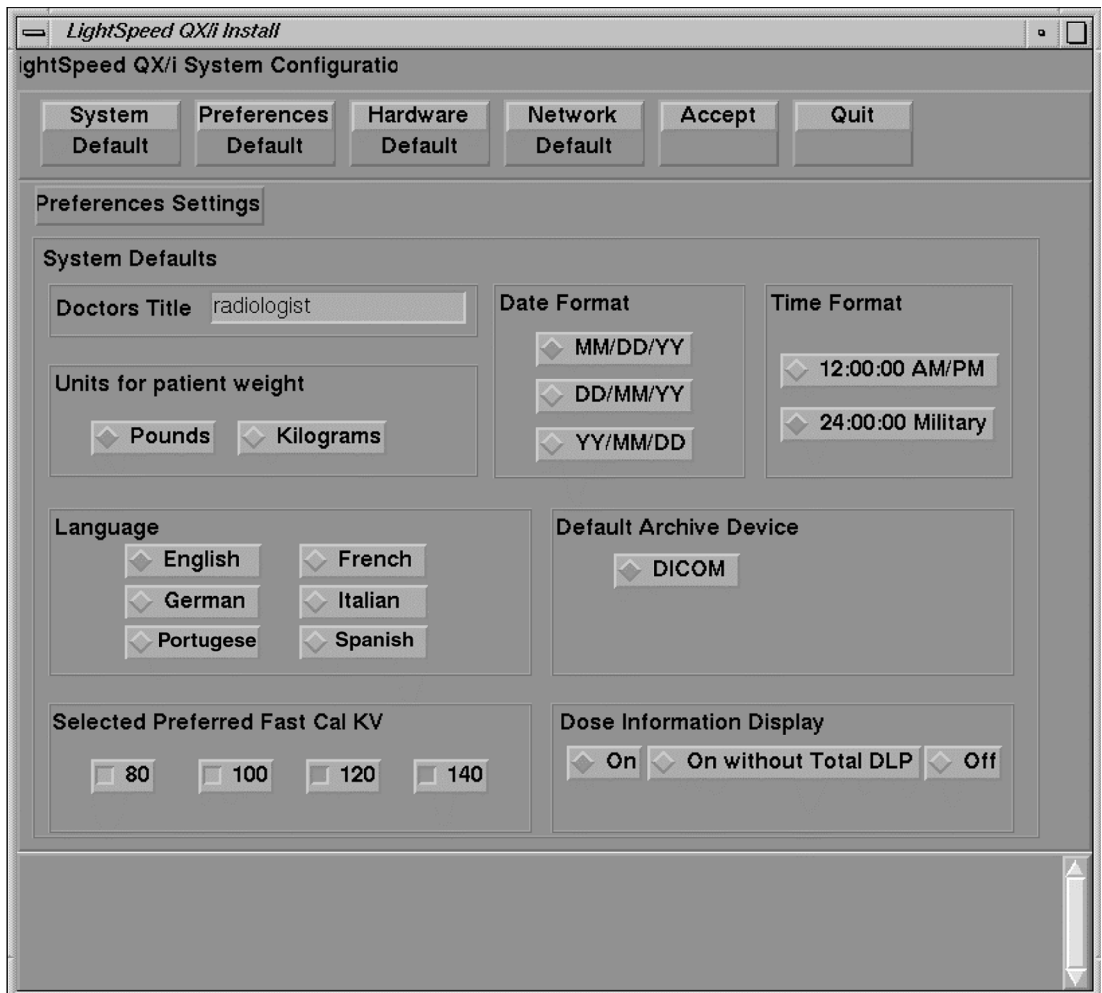 LightSpeed QX/i Install
ightSpeed QX/i System Configuratio
System Preferences Hardware Network Accept Quit
Default Default Default Default
Preferences Settings
System Defaults
Doctors Title radiologist
Date Format
MM/DD/YY
DD/MM/YY
YY/MM/DD
Time Format
12:00:00 AM/PM
24:00:00 Military
Units for patient weight
Pounds Kilograms
Language
English French
German Italian
Portugese Spanish
Default Archive Device
DICOM
Selected Preferred Fast Cal KV
80 100 120 140
Dose Information Display
On On without Total DLP Off